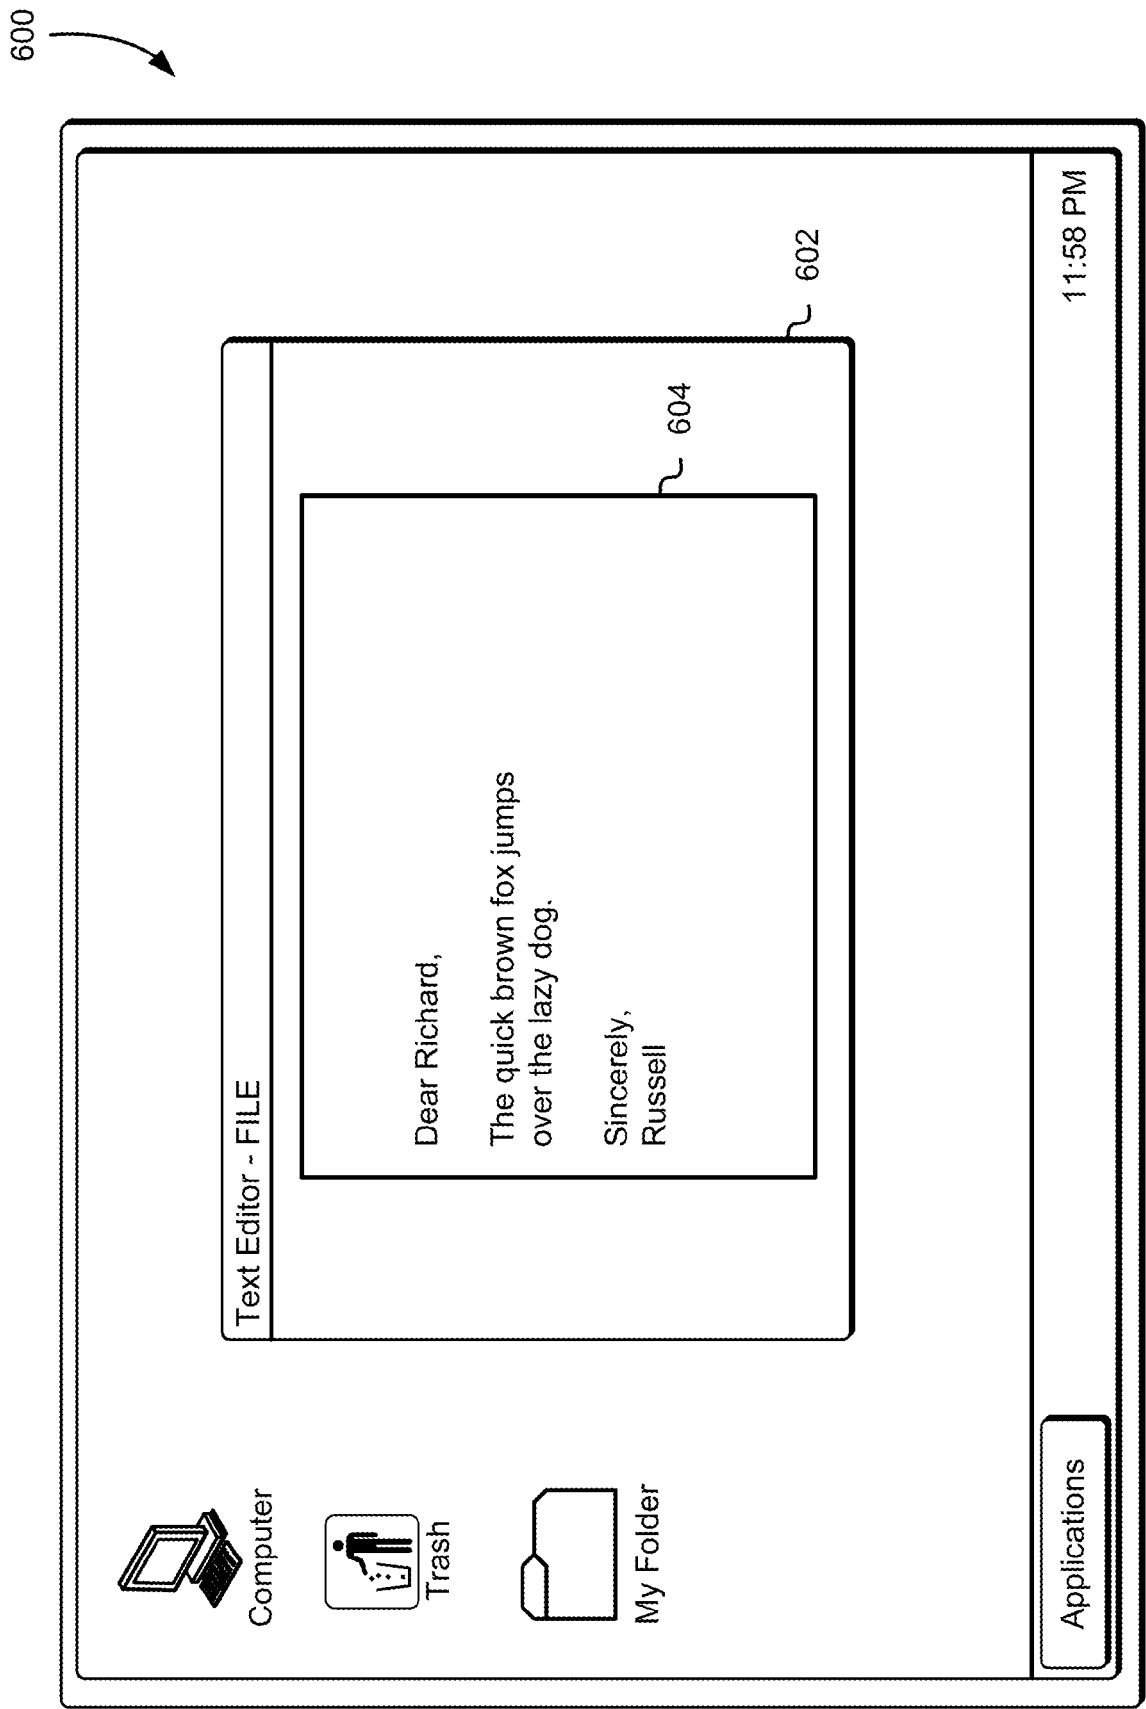 600
Computer
Trash
My Folder
Text Editor - FILE
Dear Richard,
The quick brown fox jumps
over the lazy dog.
Sincerely,
Russell
604
602
Applications
11:58 PM